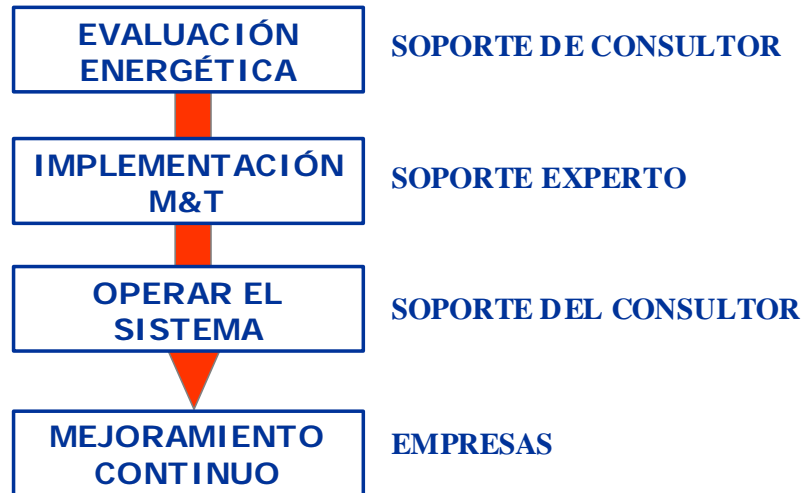 EVALUACIÓN
ENERGÉTICA
SOPORTE DE CONSULTOR
IMPLEMENTACIÓN
M&T
SOPORTE EXPERTO
OPERAR EL
SISTEMA
SOPORTE DEL CONSULTOR
MEJORAMIENTO
CONTINUO
EMPRESAS